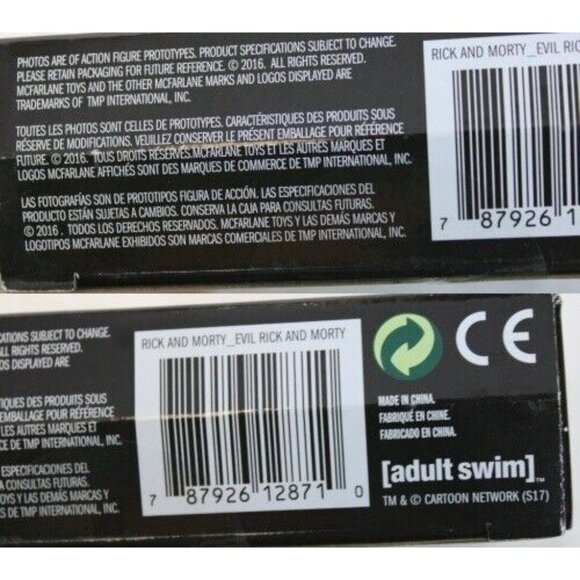 PHOTOS ARE OF ACTION FIGURE PROTOTYPES. PRODUCT SPECIFICATIONS SUBJECT TO CHANGE.
PLEASE RETAIN PACKAGING FOR FUTURE REFERENCE. © 2016. ALL RIGHTS RESERVED.
MCFARLANE TOYS AND THE OTHER MCFARLANE MARKS AND LOGOS DISPLAYED ARE
TRADEMARKS OF TMP INTERNATIONAL, INC.
TOUTES LES PHOTOS SONT CELLES DE PROTOTYPES. CARACTÉRISTIQUES DES PRODUITS SOUS
RÉSERVE DE MODIFICATIONS. VEUILLEZ CONSERVER LE PRÉSENT EMBALLAGE POUR RÉFÉRENCE
FUTURE. © 2016. TOUS DROITS RÉSERVÉS.MCFARLANE TOYS ET LES AUTRES MARQUES ET
LOGOS MCFARLANE AFFICHÉS SONT DES MARQUES DE COMMERCE DE TMP INTERNATIONAL, INC.
LAS FOTOGRAFÍAS SON DE PROTOTIPOS FIGURA DE ACCIÓN. LAS ESPECIFICACIONES DEL
PRODUCTO ESTÁN SUJETAS A CAMBIOS. CONSERVA LA CAJA PARA CONSULTAS FUTURAS.
© 2016 . TODOS LOS DERECHOS RESERVADOS. MCFARLANE TOYS Y LAS DEMÁS MARCAS Y
LOGOTIPOS MCFARLANE EXHIBIDOS SON MARCAS COMERCIALES DE TMP INTERNATIONAL, INC.
RICK AND MORTY_EVIL RIC
7 87926 1
CATIONS SUBJECT TO CHANGE.
ALL RIGHTS RESERVED.
OS DISPLAYED ARE
TIQUES DES PRODUITS SOUS
EMBALLAGE POUR RÉFÉRENCE
LES AUTRES MARQUES ET
E TMP INTERNATIONAL, INC.
ESPECIFICACIONES DEL
A CONSULTAS FUTURAS.
TOYS Y LAS DEMÁS MARCAS Y
MP INTERNATIONAL, INC.
RICK AND MORTY_EVIL RICK AND MORTY
7 87926 12871 0
CE
MADE IN CHINA.
FABRIQUÉ EN CHINE.
FABRICADO EN CHINA.
[adult swim]™
TM & © CARTOON NETWORK (S17)